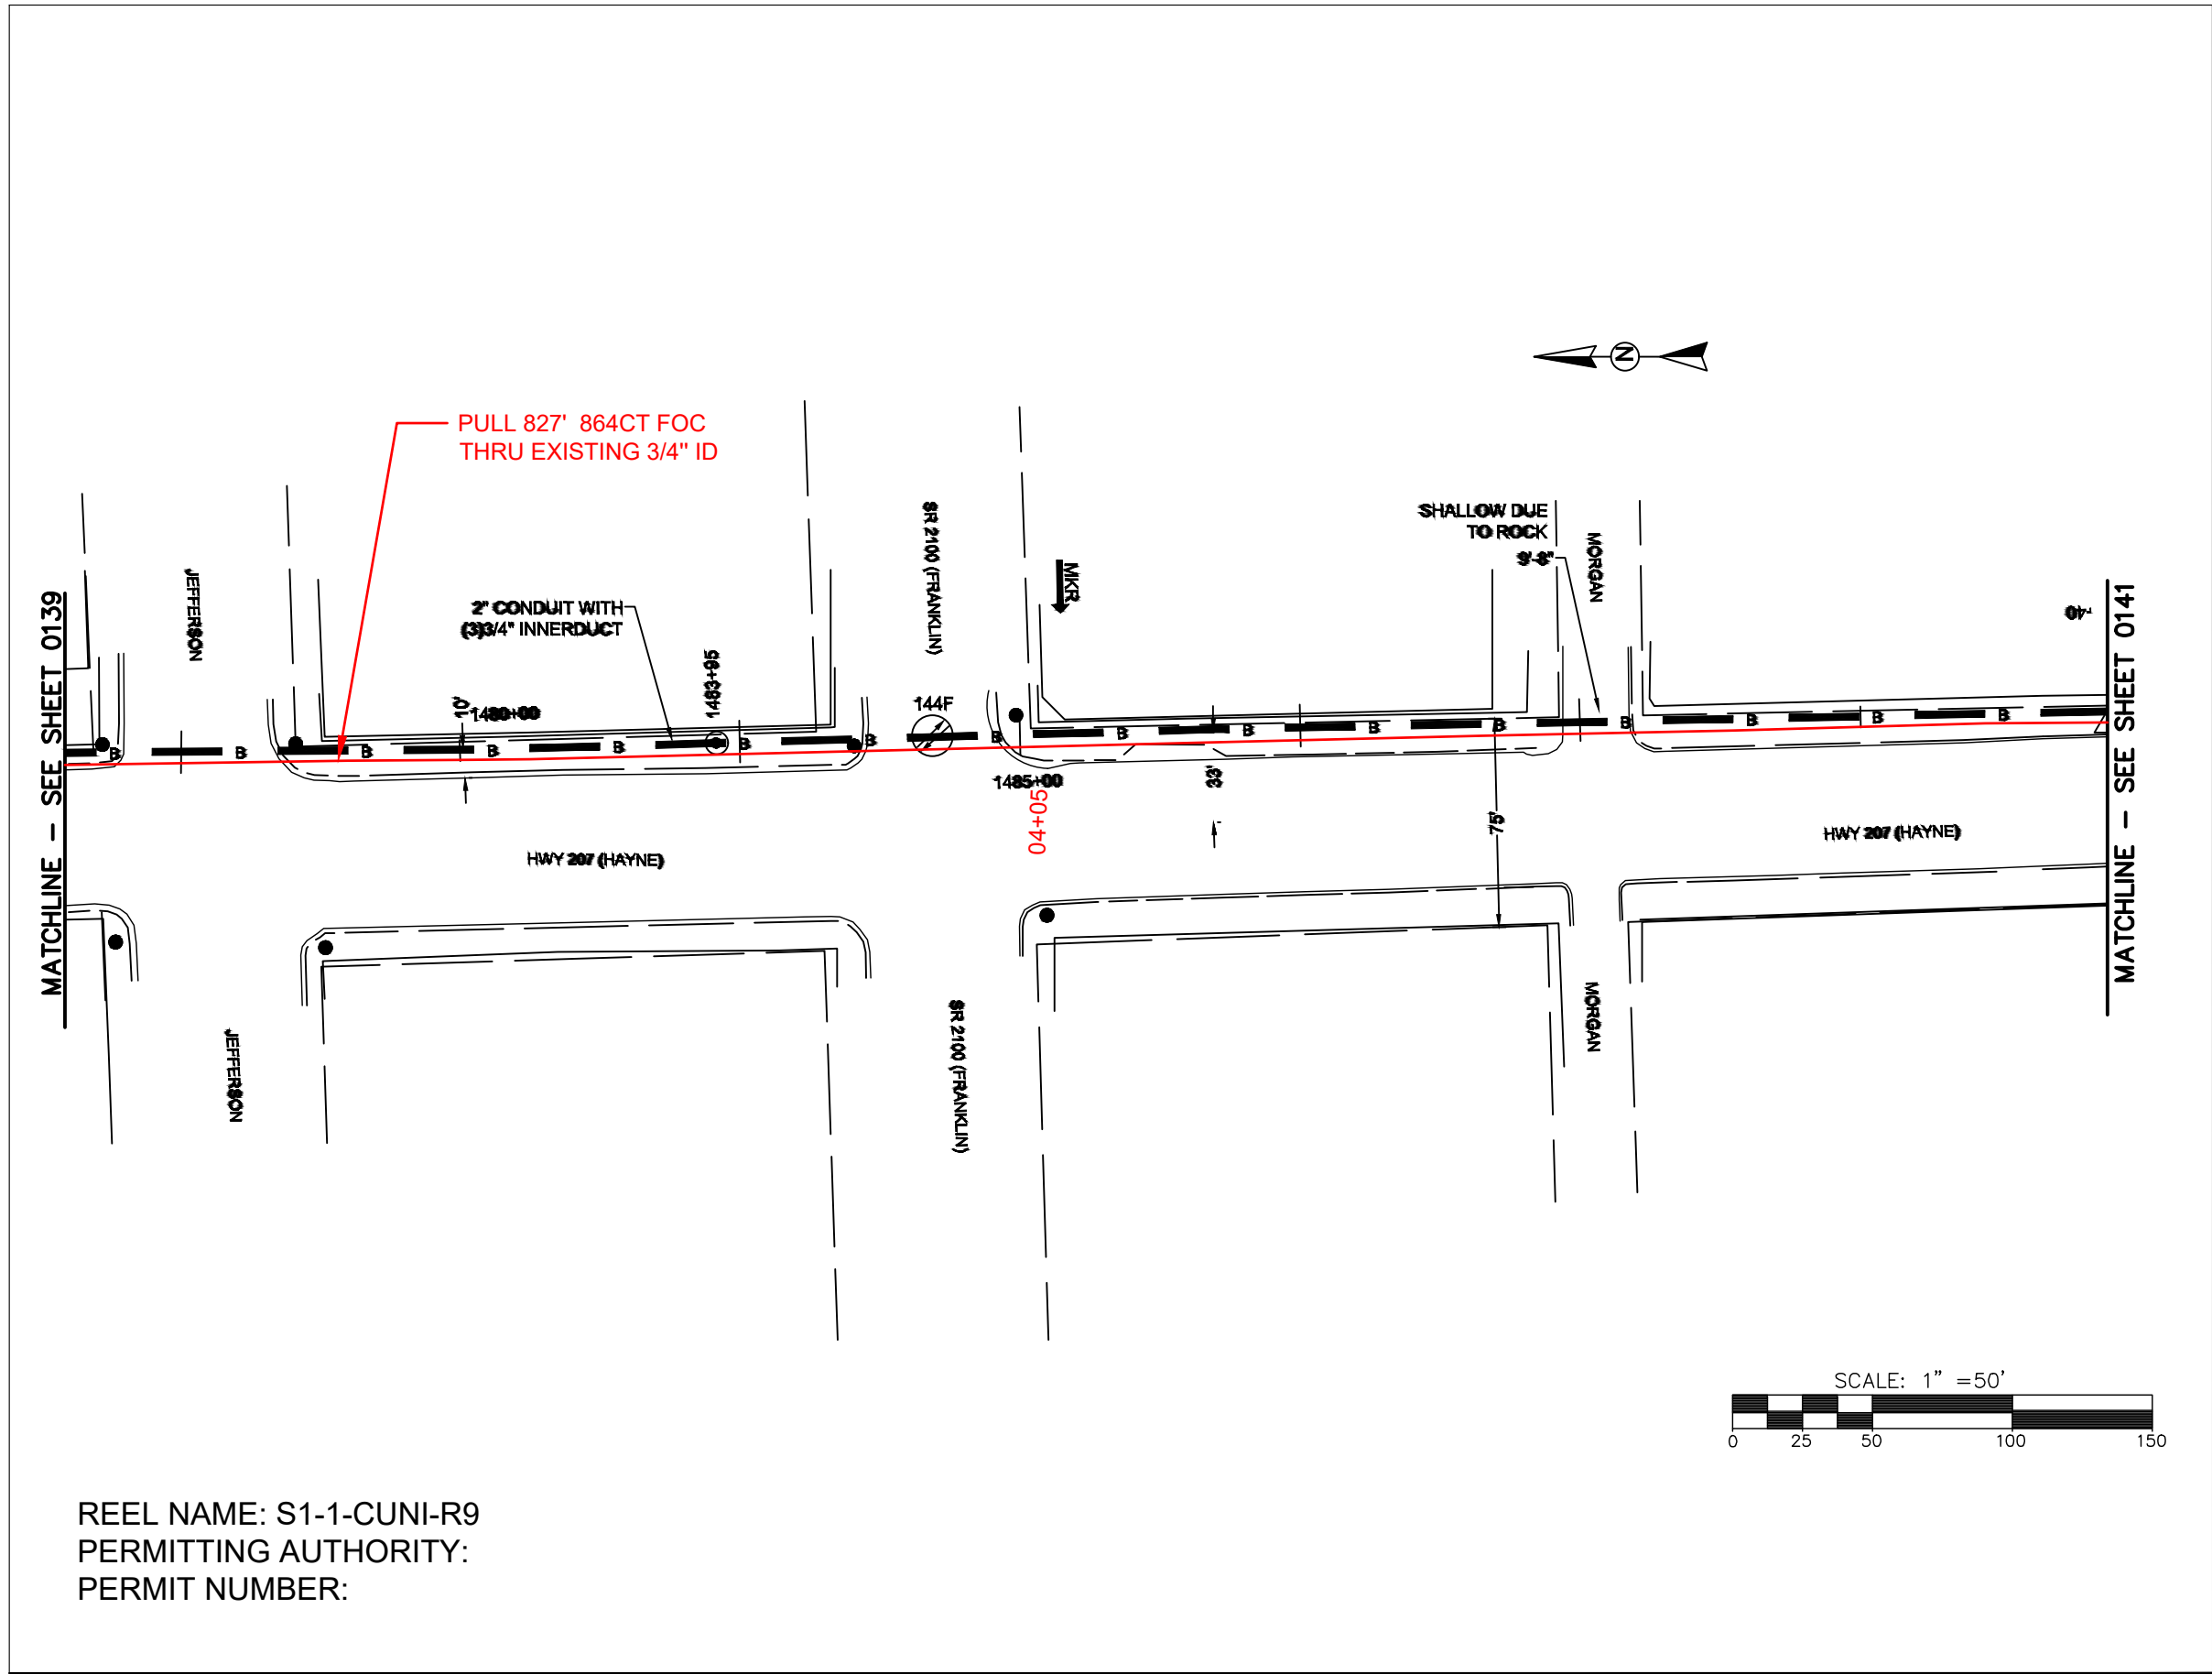 PULL 827' 864CT FOC
THRU EXISTING 3/4" ID
N
SR 2100 (FRANKLIN)
SHALLOW DUE
TO ROCK
MORGAN
MKR
JEFFERSON
2" CONDUIT WITH
(3)3/4" INNERDUCT
1483+95
10'
1480+00
144F
MATCHLINE - SEE SHEET 0139
MATCHLINE - SEE SHEET 0141
B B B B B B B B B B B B B B B B
1485+00
04+05
33'
75'
HWY 207 (HAYNE)
HWY 207 (HAYNE)
JEFFERSON
SR 2100 (FRANKLIN)
MORGAN
SCALE: 1" =50'
0 25 50 100 150
REEL NAME: S1-1-CUNI-R9
PERMITTING AUTHORITY:
PERMIT NUMBER: